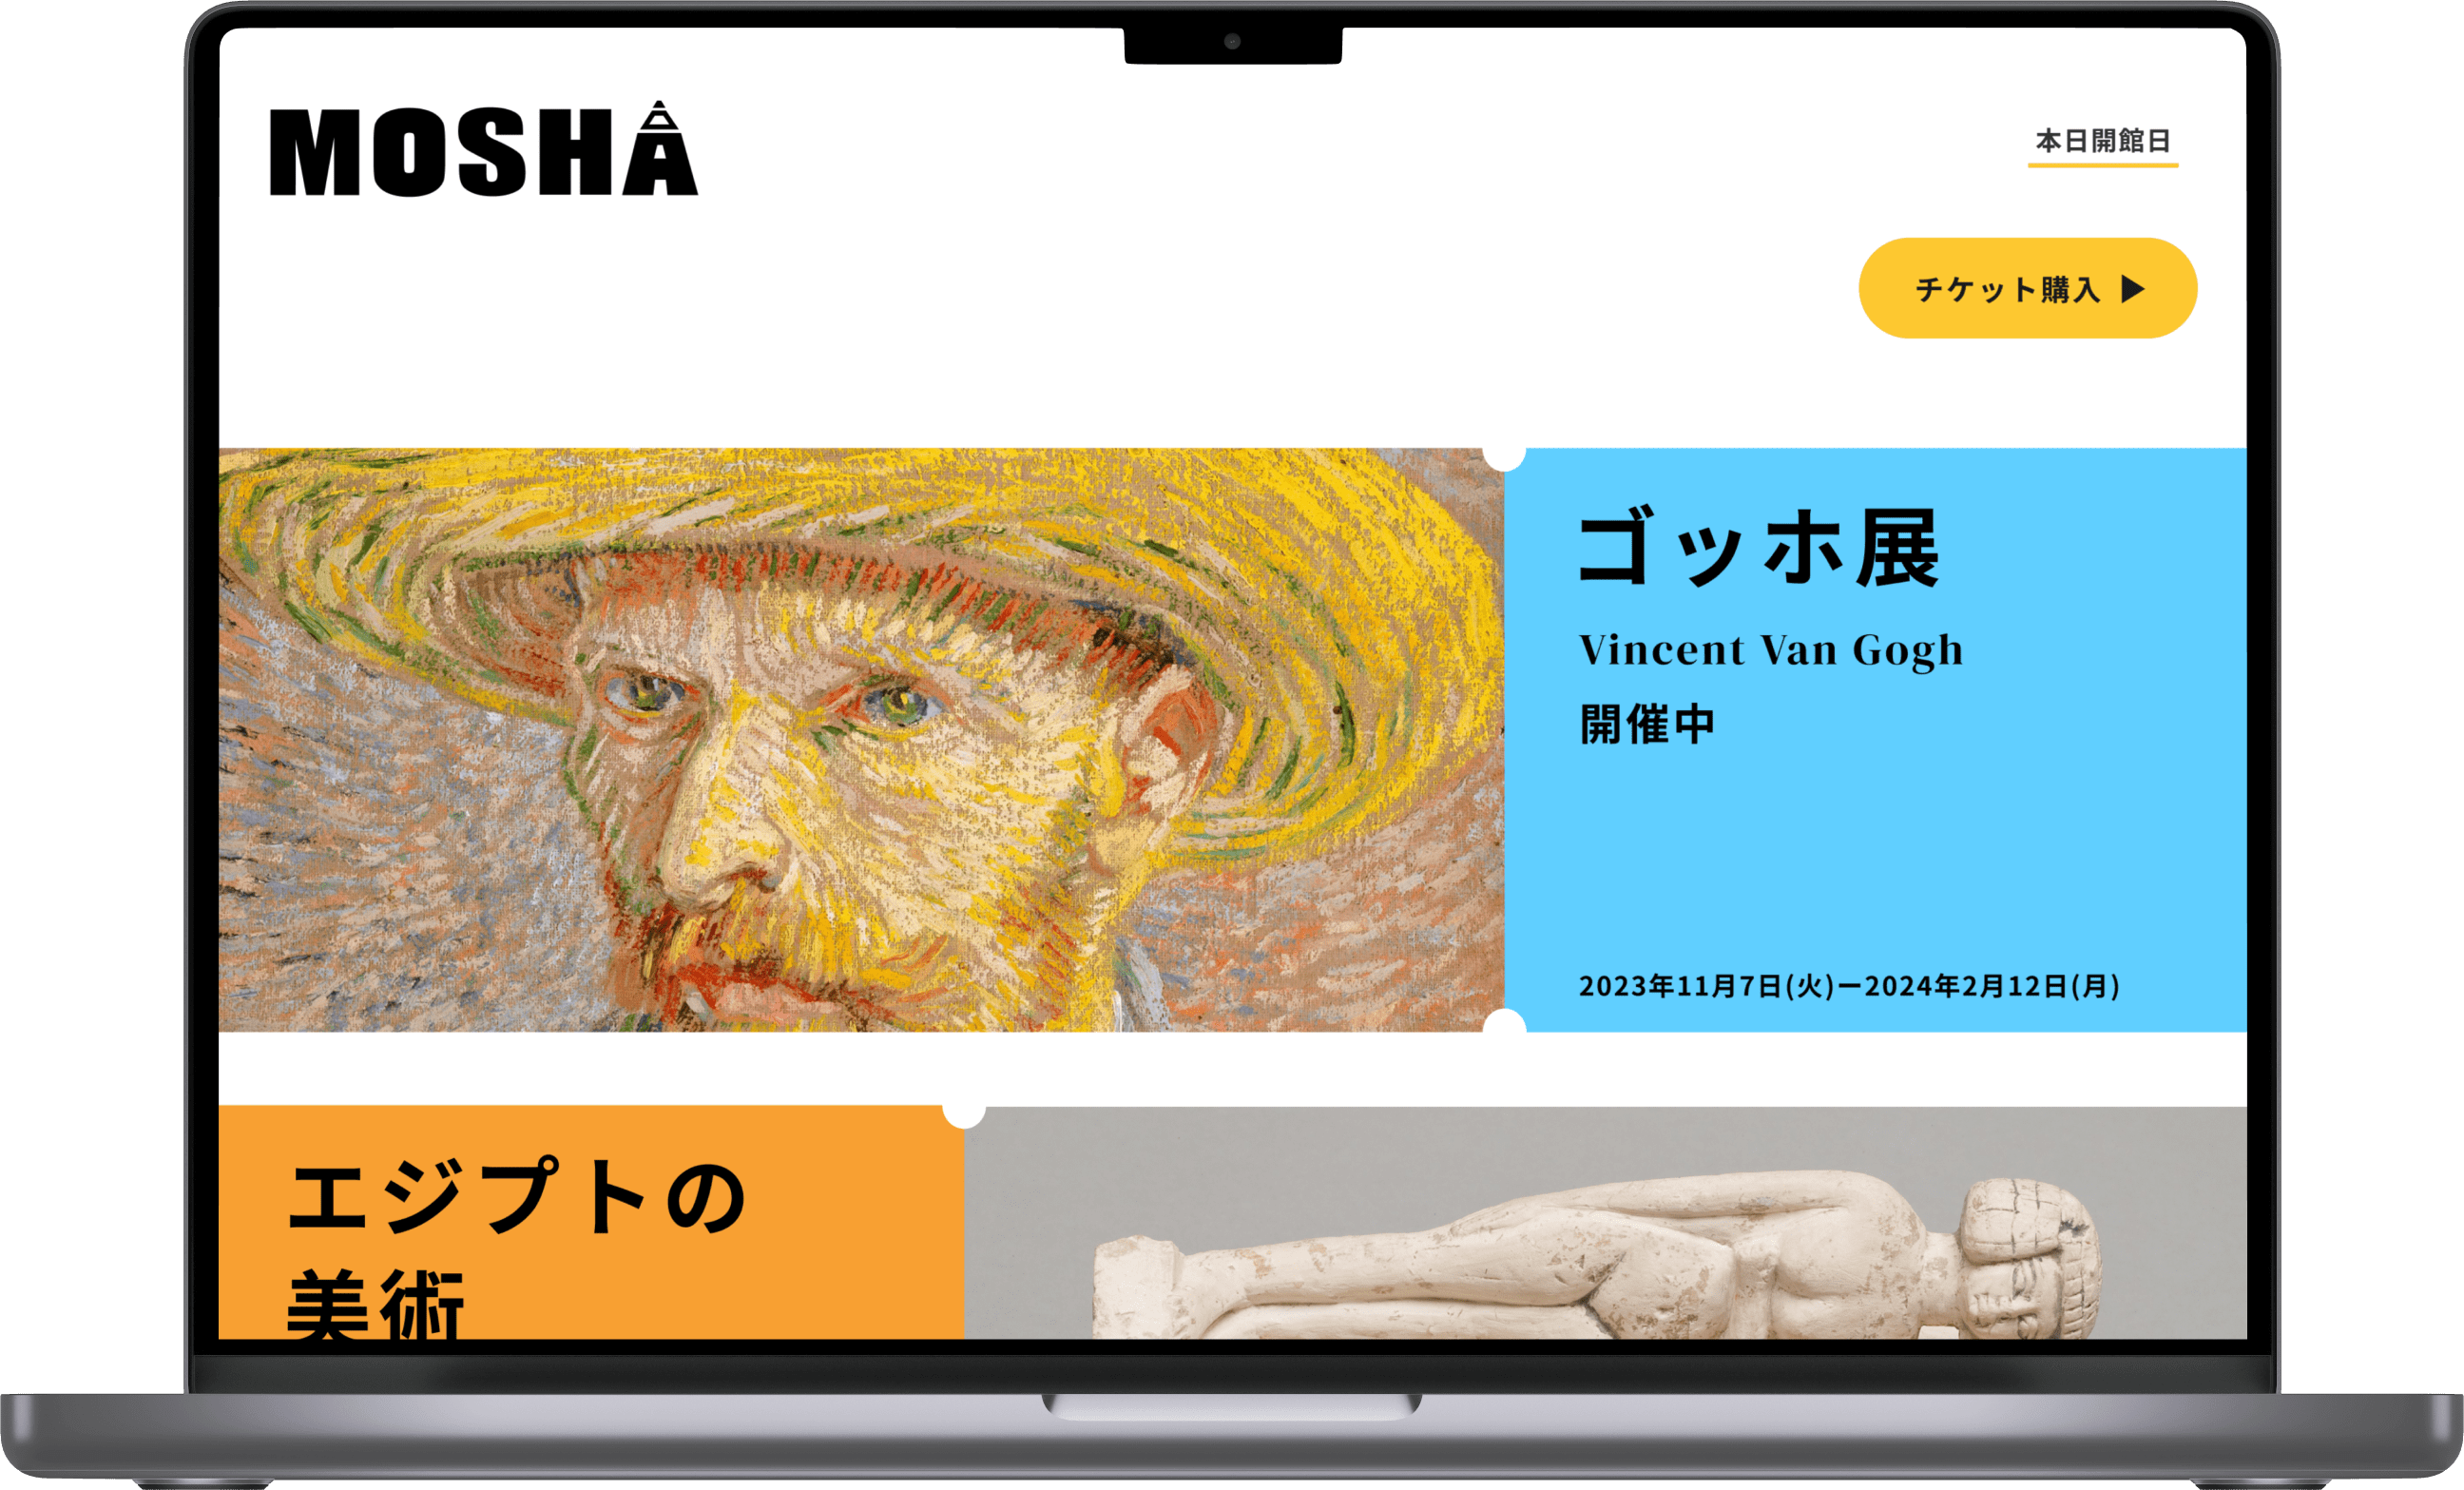 MOSHA
本日開館日
チケット購入 ▶
ゴッホ展
Vincent Van Gogh
開催中
2023年11月7日(火)ー2024年2月12日(月)
エジプトの
美術